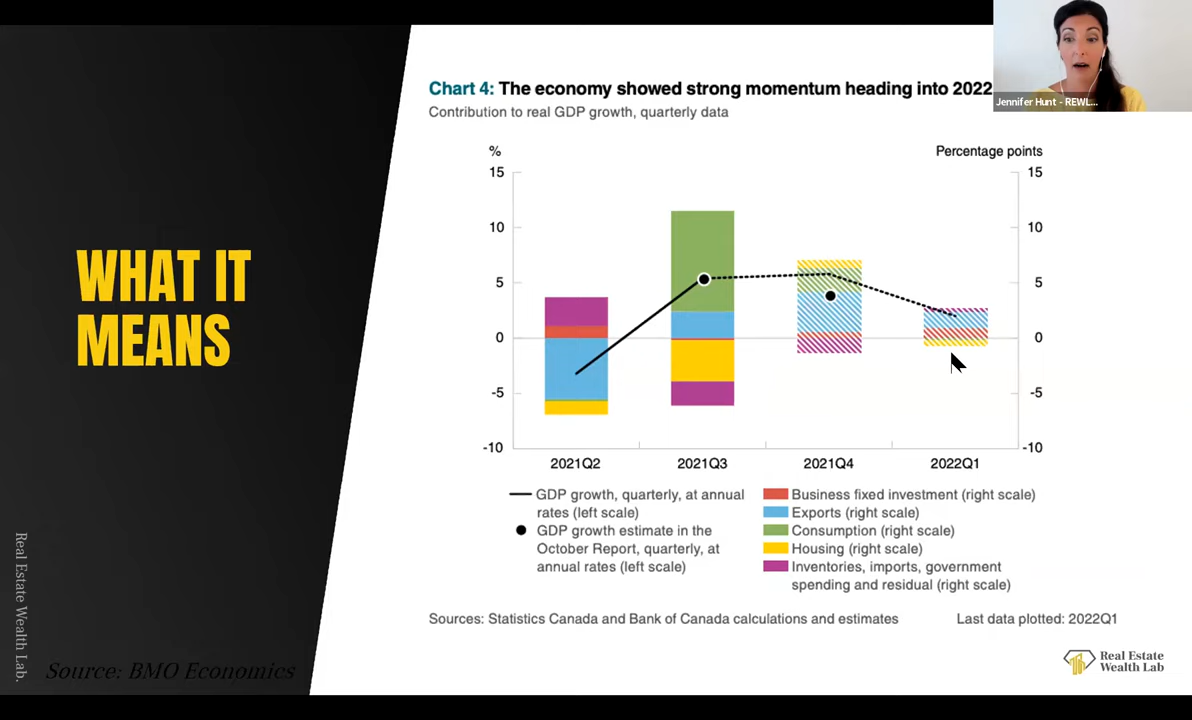 Jennifer Hunt - REWL...
WHAT IT
MEANS
Real Estate Wealth Lab.
Source: BMO Economics
Chart 4: The economy showed strong momentum heading into 2022
Contribution to real GDP growth, quarterly data
%
Percentage points
15
15
10
10
5
5
0
0
-5
-5
-10
-10
2021Q2
2021Q3
2021Q4
2022Q1
GDP growth, quarterly, at annual
rates (left scale)
GDP growth estimate in the
October Report, quarterly, at
annual rates (left scale)
Business fixed investment (right scale)
Exports (right scale)
Consumption (right scale)
Housing (right scale)
Inventories, imports, government
spending and residual (right scale)
Sources: Statistics Canada and Bank of Canada calculations and estimates
Last data plotted: 2022Q1
Real Estate
Wealth Lab